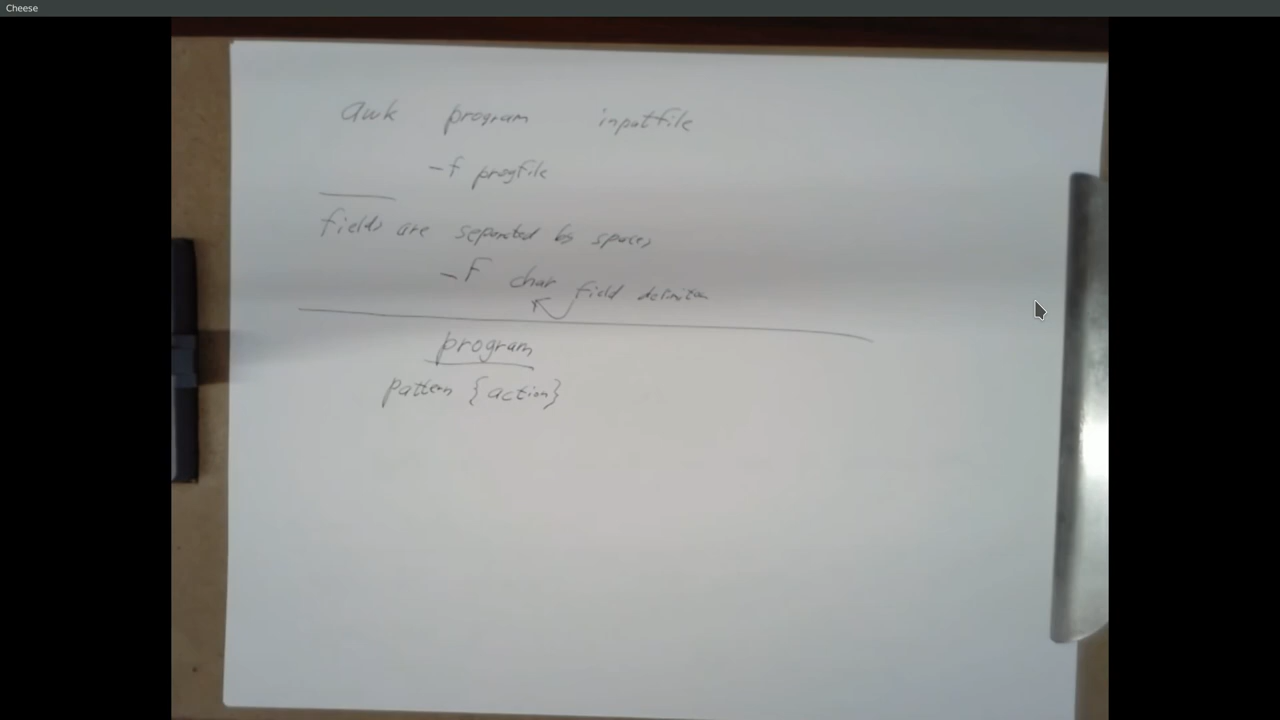 Cheese
awk program inputfile
-f progfile
fields are separated by spaces
-F char field delimiter
program
pattern {action}